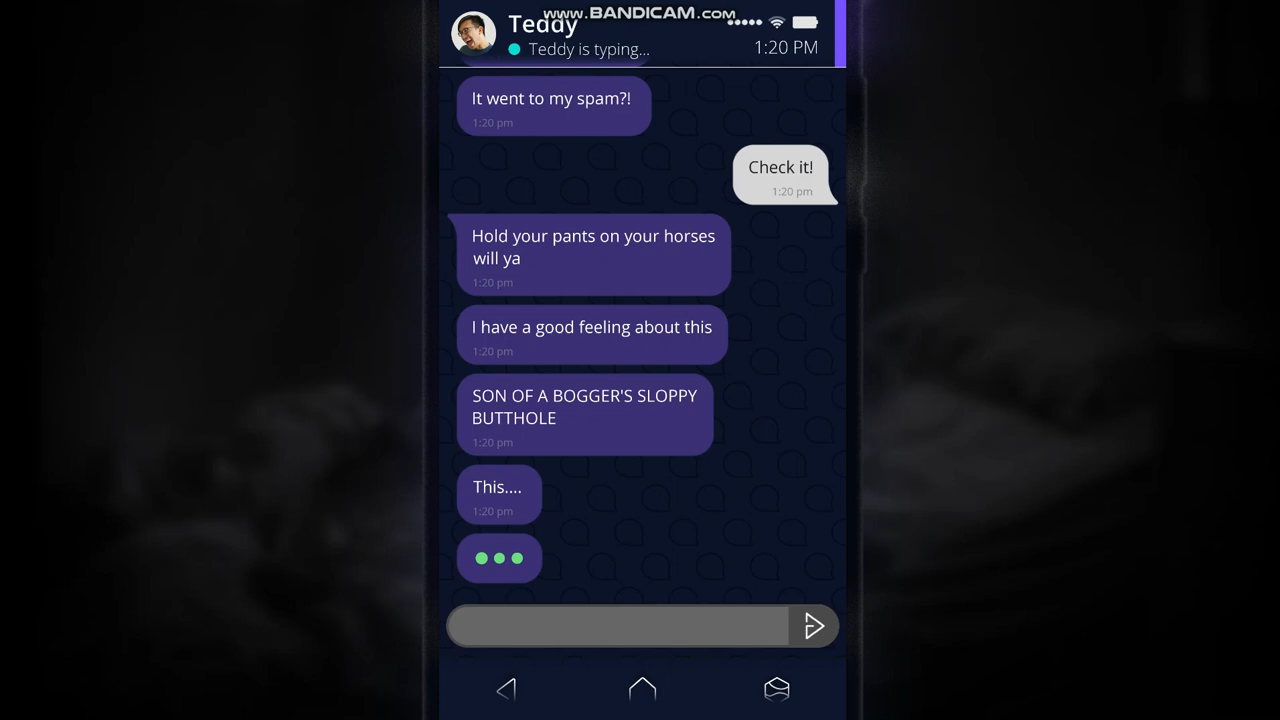 www.BANDICAM.com
Teddy
Teddy is typing...
1:20 PM
It went to my spam?!
1:20 pm
Check it!
1:20 pm
Hold your pants on your horses
will ya
1:20 pm
I have a good feeling about this
1:20 pm
SON OF A BOGGER'S SLOPPY
BUTTHOLE
1:20 pm
This....
1:20 pm